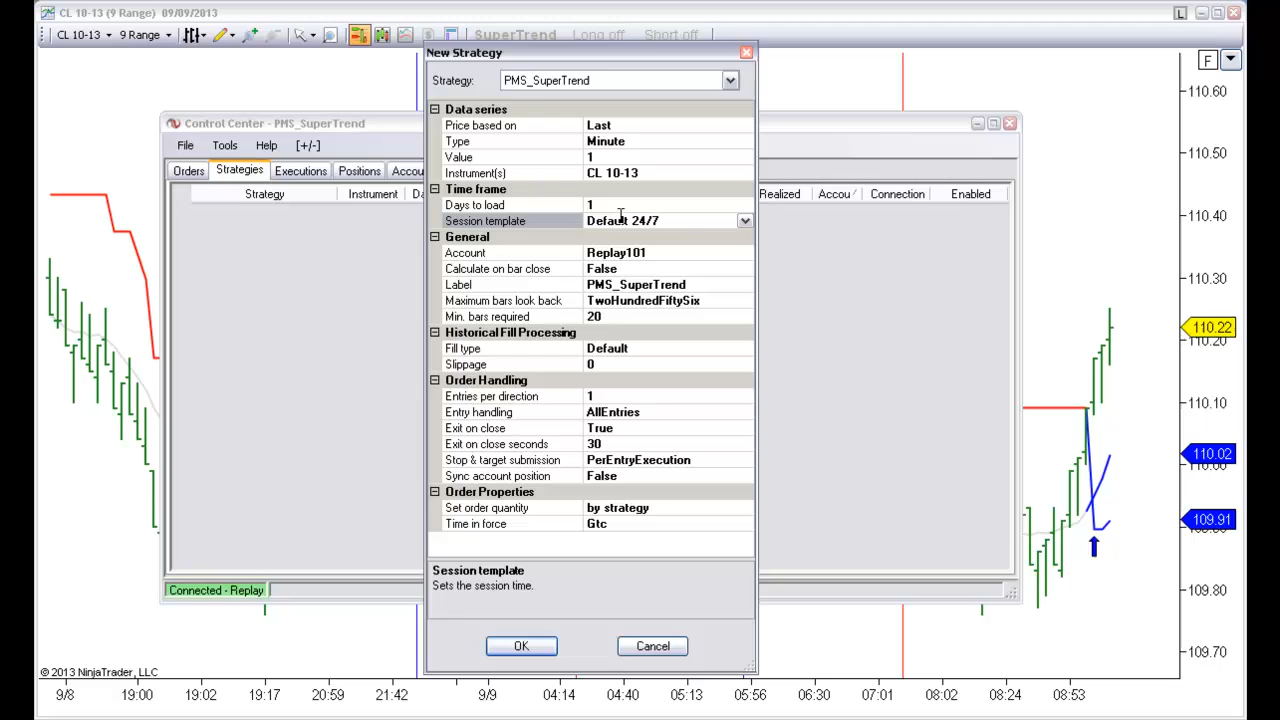 CL 10-13 (9 Range) 09/09/2013
L
CL 10-13
9 Range
SuperTrend
Long off
Short off
F
New Strategy
Strategy:
PMS_SuperTrend
Data series
Price based on
Last
Type
Minute
Value
1
Instrument(s)
CL 10-13
Time frame
Days to load
1
Session template
Default 24/7
General
Account
Replay101
Calculate on bar close
False
Label
PMS_SuperTrend
Maximum bars look back
TwoHundredFiftySix
Min. bars required
20
Historical Fill Processing
Fill type
Default
Slippage
0
Order Handling
Entries per direction
1
Entry handling
AllEntries
Exit on close
True
Exit on close seconds
30
Stop & target submission
PerEntryExecution
Sync account position
False
Order Properties
Set order quantity
by strategy
Time in force
Gtc
Session template
Sets the session time.
OK
Cancel
Control Center - PMS_SuperTrend
File
Tools
Help
[+/-]
Orders
Strategies
Executions
Positions
Accou
Strategy
Instrument
Da
Realized
Accou
Connection
Enabled
Connected - Replay
110.60
110.50
110.40
110.30
110.22
110.20
110.10
110.02
110.00
109.91
109.80
109.70
© 2013 NinjaTrader, LLC
9/8
19:00
19:02
19:17
20:59
21:42
9/9
04:14
04:40
05:13
05:56
06:30
07:01
08:02
08:24
08:53